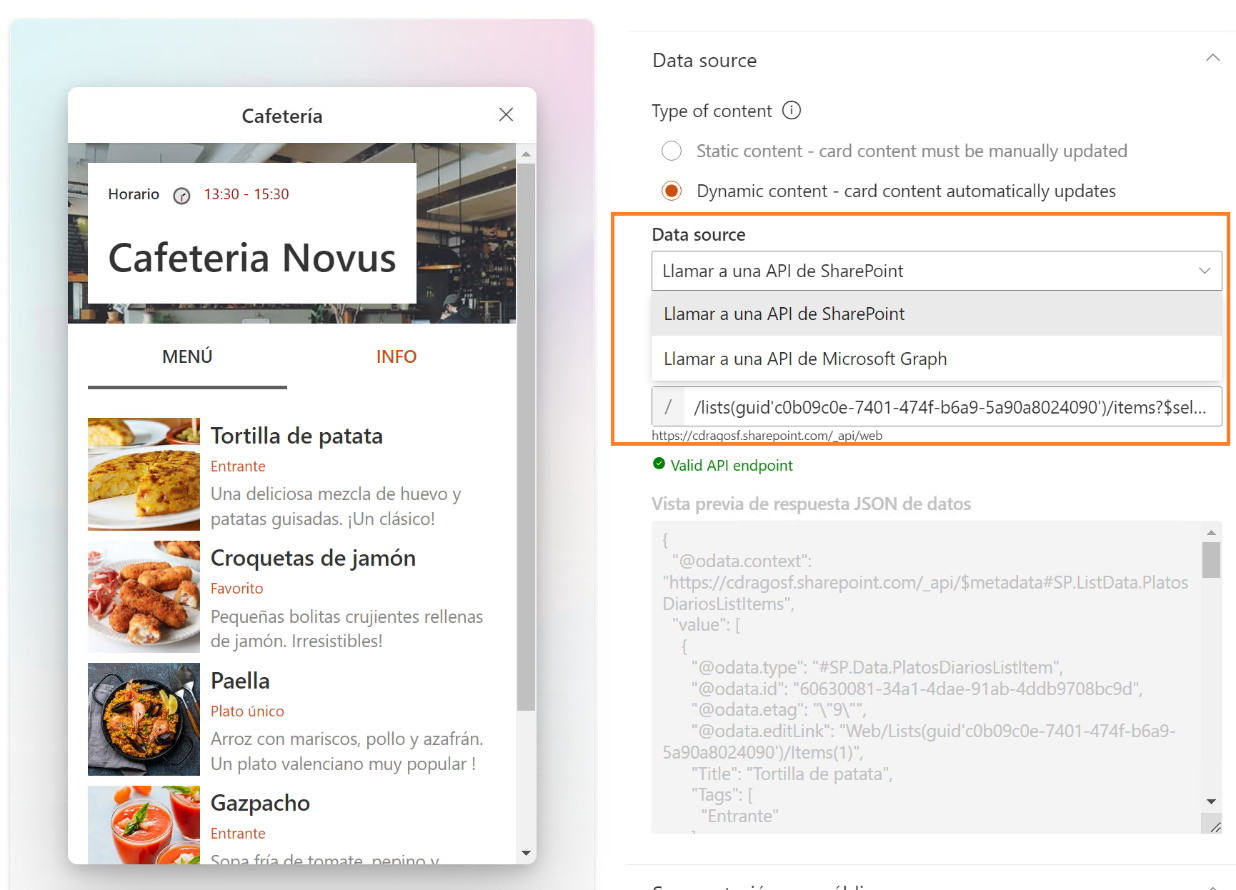 Cafetería
Horario 13:30 - 15:30
Cafeteria Novus
MENÚ INFO
Tortilla de patata
Entrante
Una deliciosa mezcla de huevo y
patatas guisadas. ¡Un clásico!
Croquetas de jamón
Favorito
Pequeñas bolitas crujientes rellenas
de jamón. Irresistibles!
Paella
Plato único
Arroz con mariscos, pollo y azafrán.
Un plato valenciano muy popular !
Gazpacho
Entrante
Sopa fría de tomate, pepino y
Data source
Type of content
Static content - card content must be manually updated
Dynamic content - card content automatically updates
Data source
Llamar a una API de SharePoint
Llamar a una API de SharePoint
Llamar a una API de Microsoft Graph
/ /lists(guid'c0b09c0e-7401-474f-b6a9-5a90a8024090')/items?$sel...
https://cdragosf.sharepoint.com/_api/web
Valid API endpoint
Vista previa de respuesta JSON de datos
{
"@odata.context":
"https://cdragosf.sharepoint.com/_api/$metadata#SP.ListData.Platos
DiariosListItems",
"value": [
{
"@odata.type": "#SP.Data.PlatosDiariosListItem",
"@odata.id": "60630081-34a1-4dae-91ab-4ddb9708bc9d",
"@odata.etag": "\"9\"",
"@odata.editLink": "Web/Lists(guid'c0b09c0e-7401-474f-b6a9-
5a90a8024090')/Items(1)",
"Title": "Tortilla de patata",
"Tags": [
"Entrante"